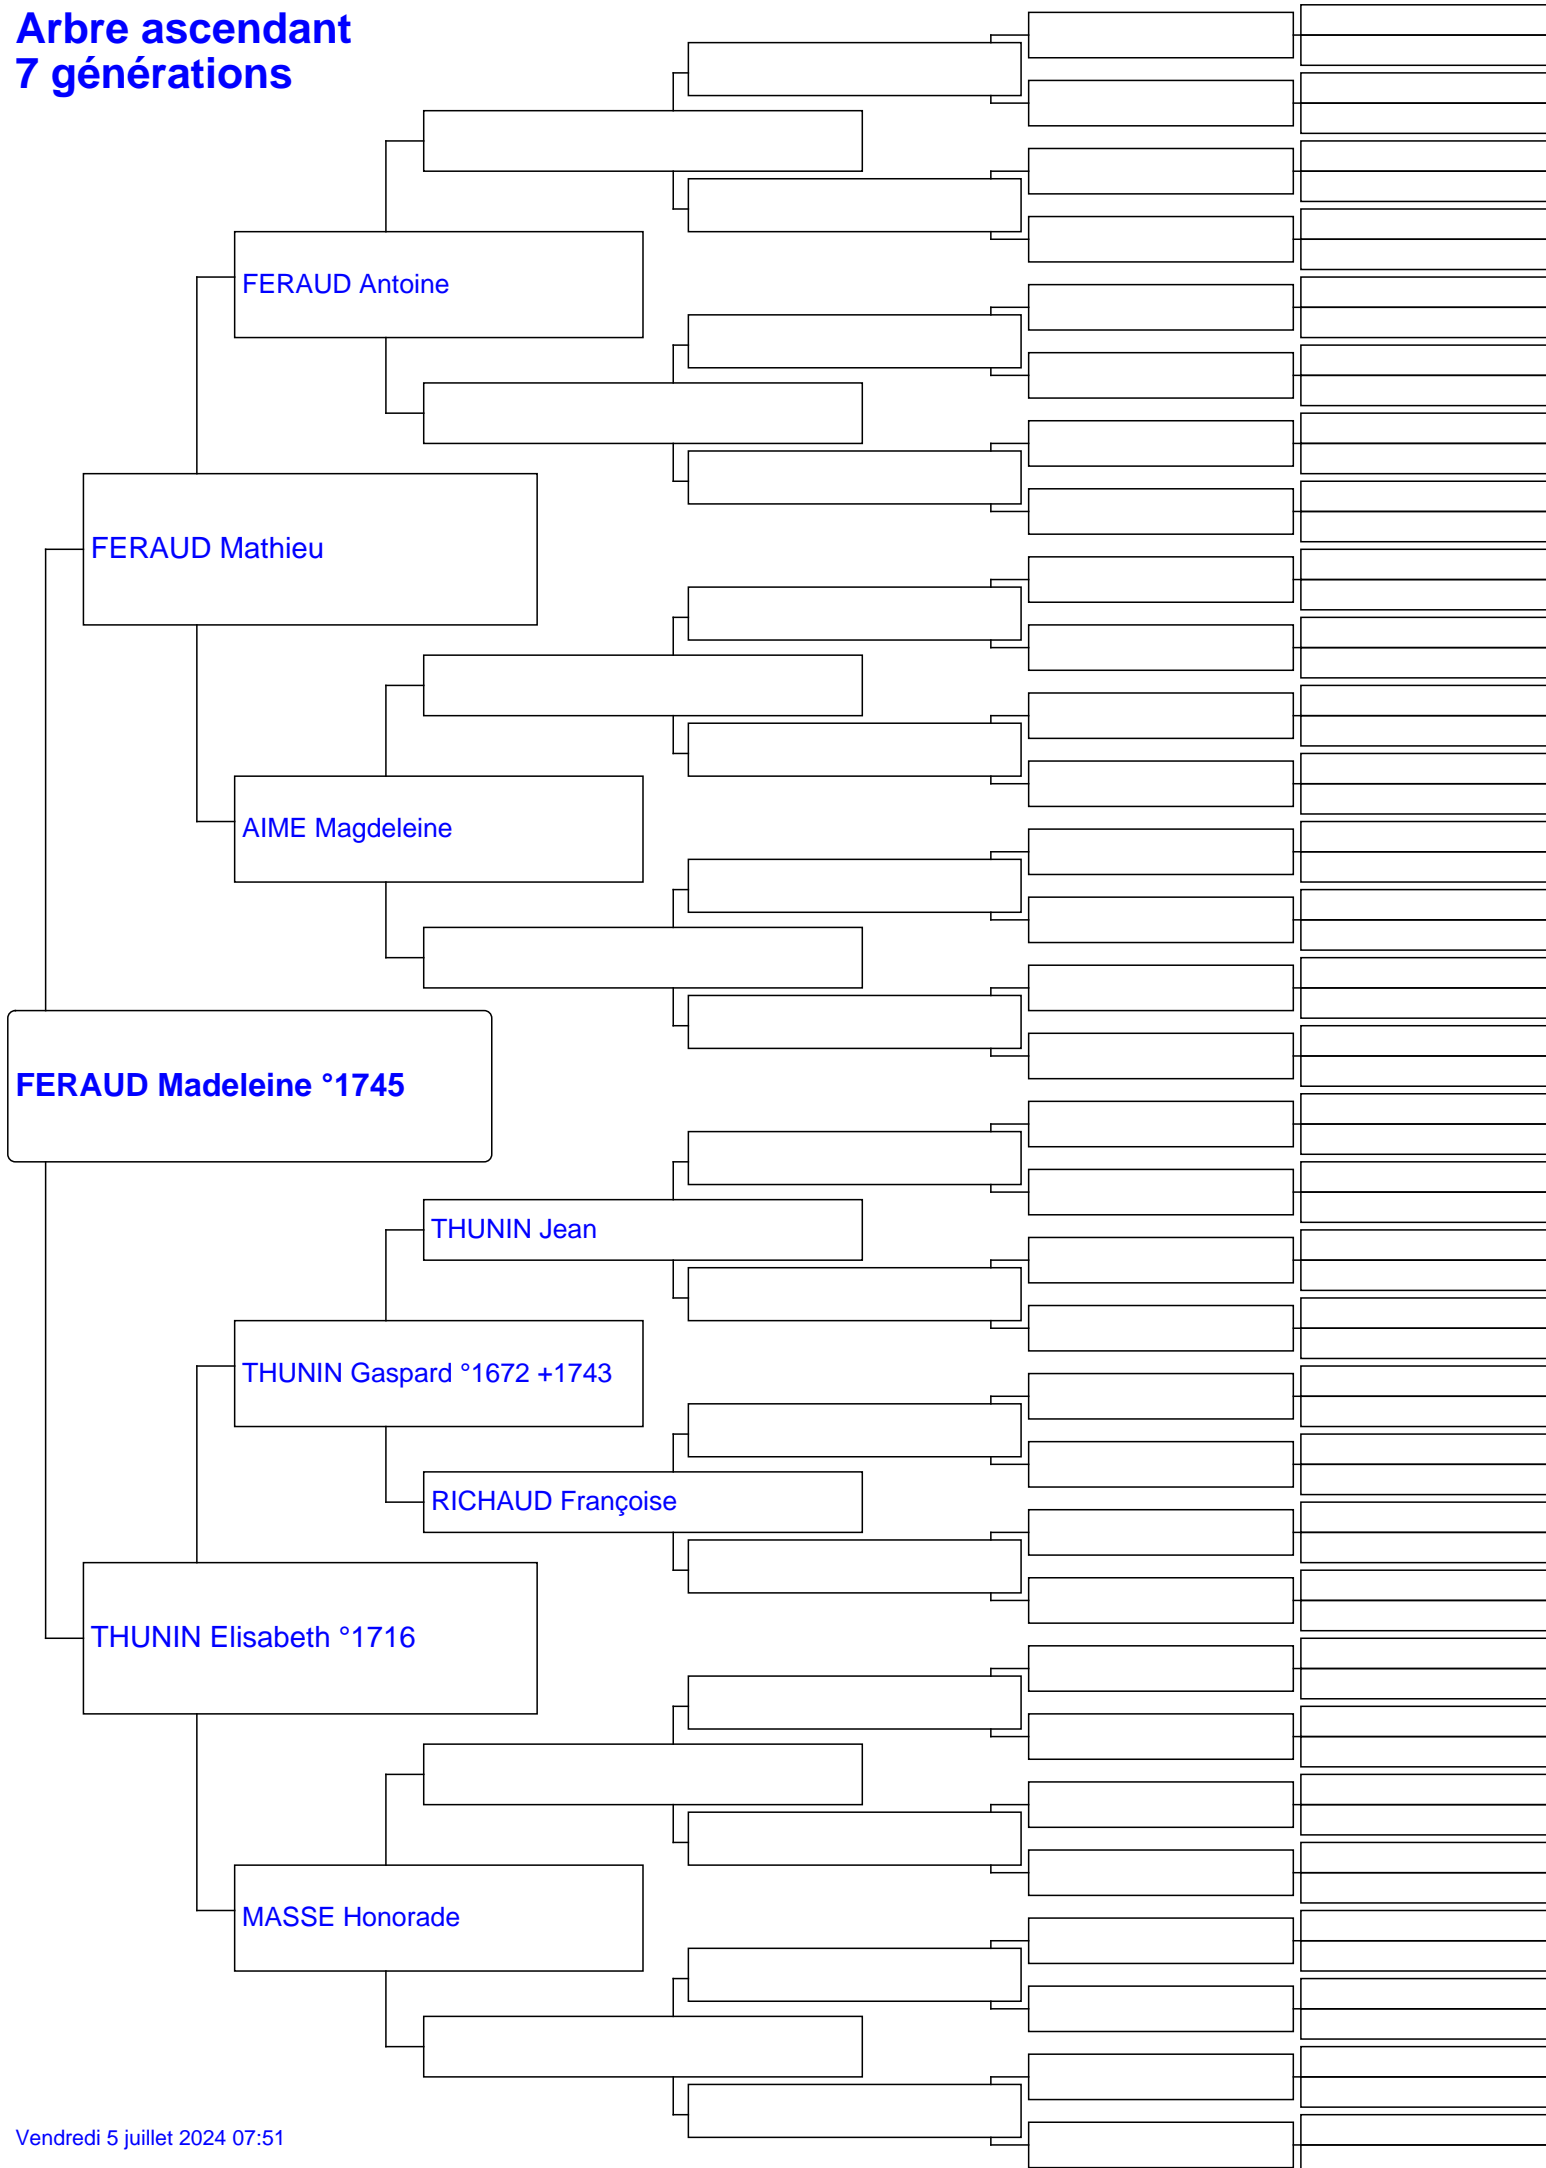 Arbre ascendant
7 générations
FERAUD Antoine
FERAUD Mathieu
AIME Magdeleine
FERAUD Madeleine °1745
THUNIN Jean
THUNIN Gaspard °1672 +1743
RICHAUD Françoise
THUNIN Elisabeth °1716
MASSE Honorade
Vendredi 5 juillet 2024 07:51